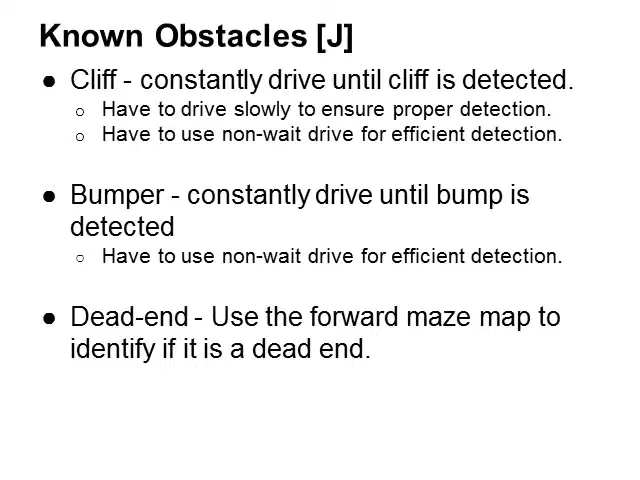 Known Obstacles [J]
● Cliff - constantly drive until cliff is detected.
○ Have to drive slowly to ensure proper detection.
○ Have to use non-wait drive for efficient detection.
● Bumper - constantly drive until bump is
detected
○ Have to use non-wait drive for efficient detection.
● Dead-end - Use the forward maze map to
identify if it is a dead end.